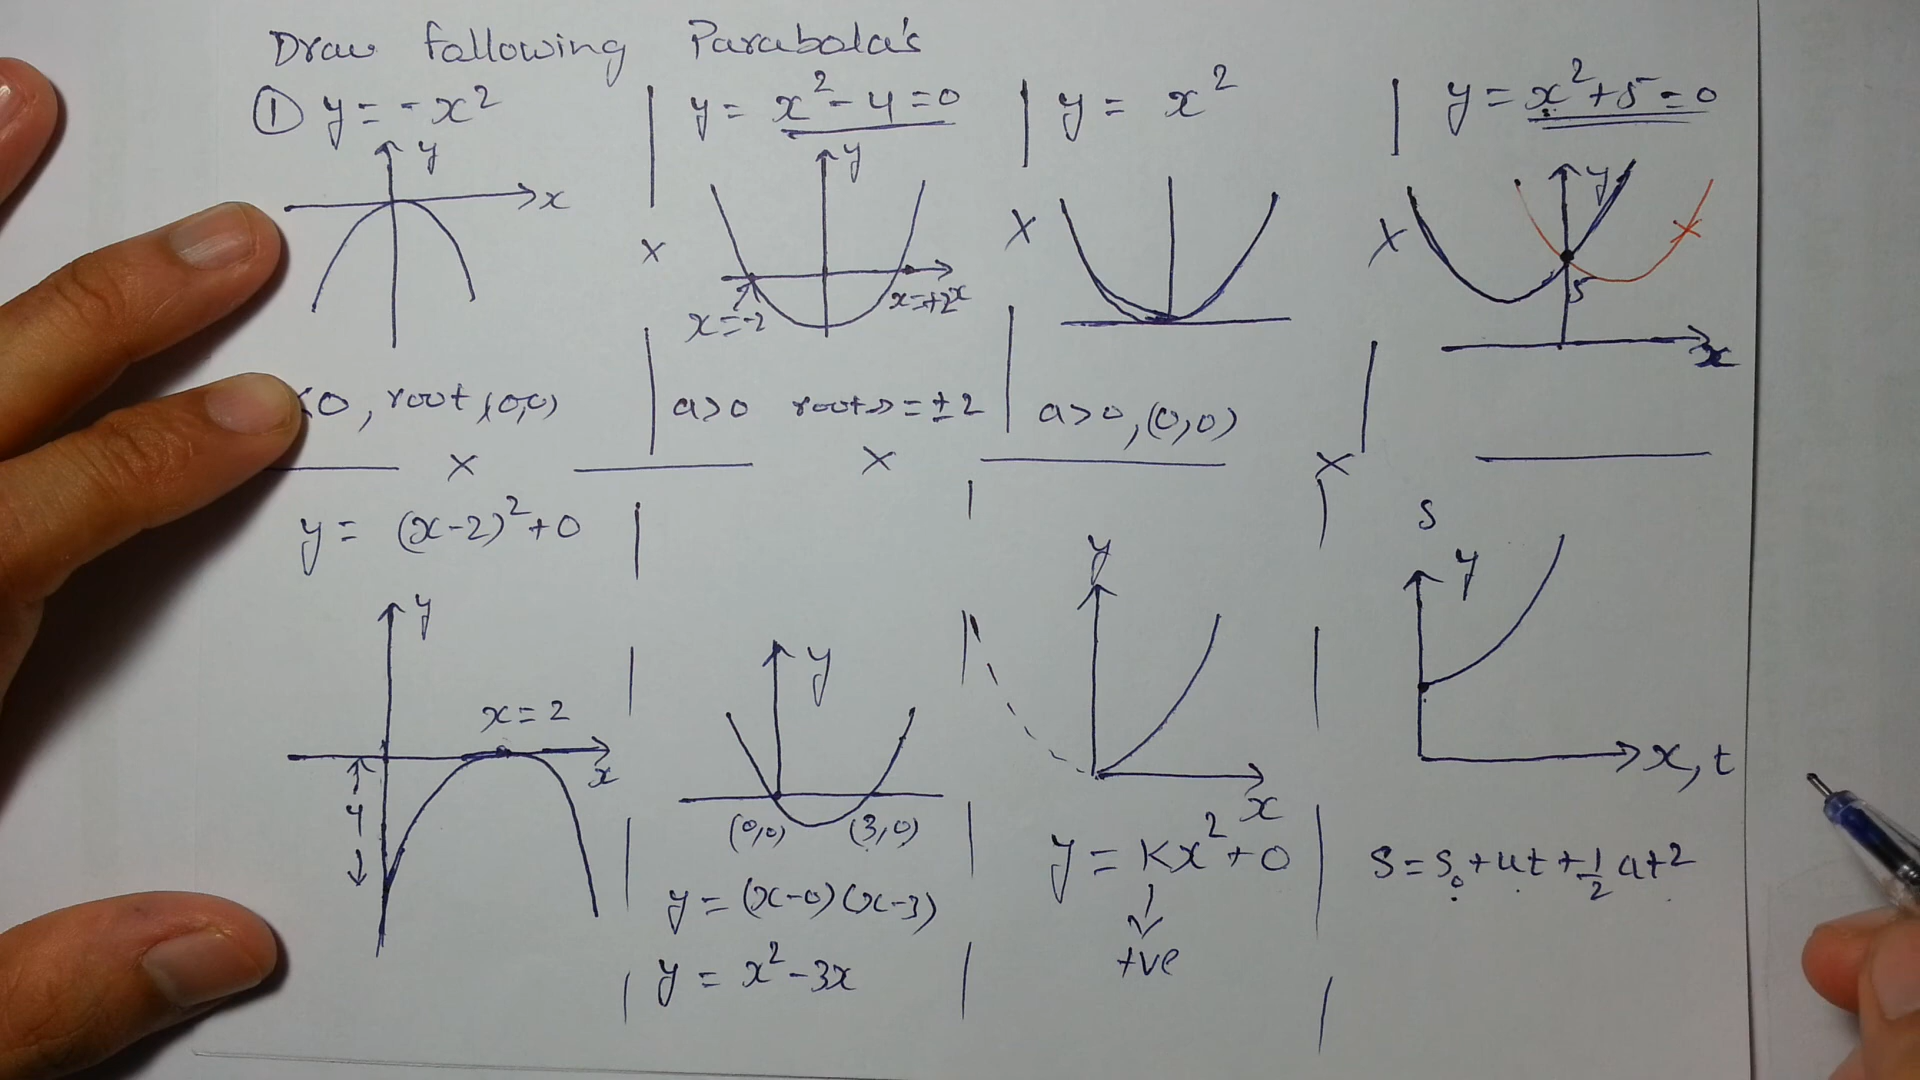 Draw following Parabola's
① y = -x²
y
x
<0, root (0,0)
y = x² - 4 = 0
y
x = -2
x = +2
x
a>0 roots = ±2
y = x²
a>0, (0,0)
y = x² + 5 = 0
y
5
x
y = (x-2)² + 0
y
x = 2
x
4
y
(0,0) (3,0)
y = (x-0)(x-3)
y = x² - 3x
y
x
y = Kx² + 0
+ve
s
y
x, t
S = S₀ + ut + ½ at²